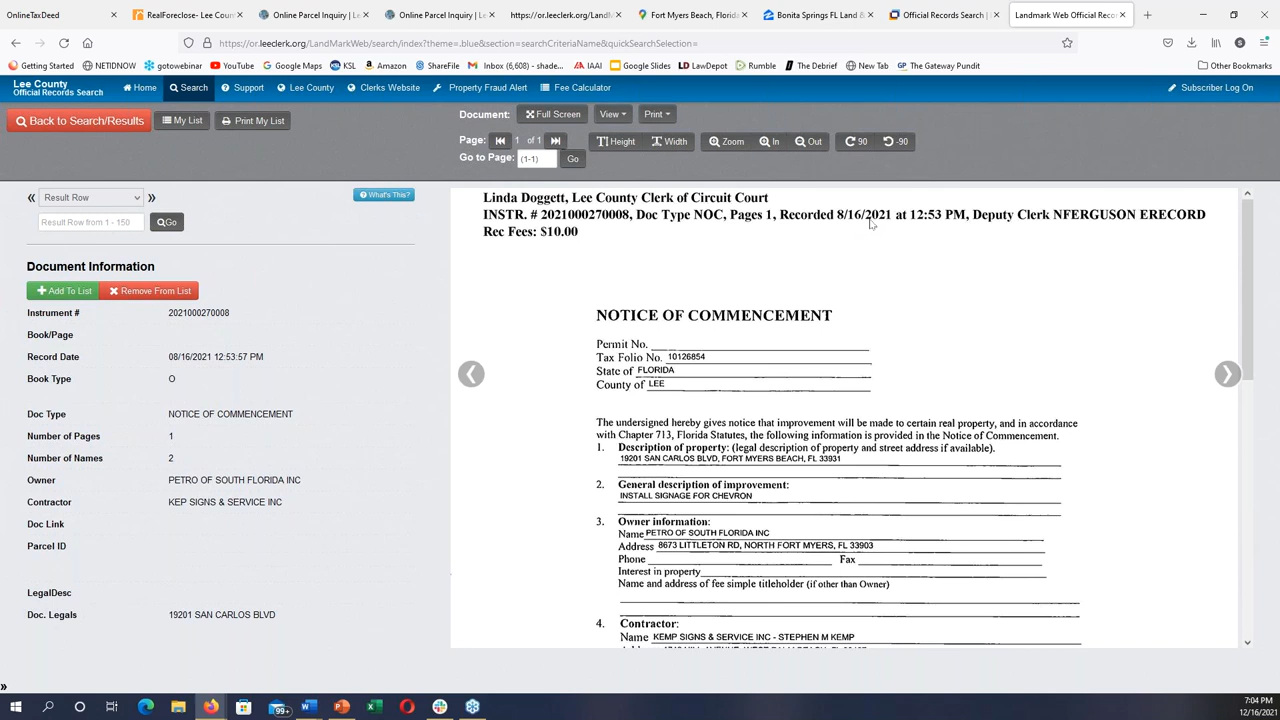 OnlineTaxDeed
RealForeclose- Lee County
Online Parcel Inquiry | Lee
Online Parcel Inquiry | Lee
https://or.leeclerk.org/LandM
Fort Myers Beach, Florida
Bonita Springs FL Land &
Official Records Search |
Landmark Web Official Reco
https://or.leeclerk.org/LandMarkWeb/search/index?theme=.blue&section=searchCriteriaName&quickSearchSelection=
Getting Started
NETIDNOW
gotowebinar
YouTube
Google Maps
KSL
Amazon
ShareFile
Inbox (6,608) - shade...
IAAI
Google Slides
LD LawDepot
Rumble
The Debrief
New Tab
GP The Gateway Pundit
Other Bookmarks
Lee County
Official Records Search
Home
Search
Support
Lee County
Clerks Website
Property Fraud Alert
Fee Calculator
Subscriber Log On
Back to Search/Results
My List
Print My List
Document:
Full Screen
View
Print
Page:
1 of 1
Height
Width
Zoom
In
Out
90
-90
Go to Page:
(1-1)
Go
« Result Row »
What's This?
Result Row from 1 - 150
Go
Document Information
Add To List
Remove From List
Instrument # 2021000270008
Book/Page
Record Date 08/16/2021 12:53:57 PM
Book Type O
Doc Type NOTICE OF COMMENCEMENT
Number of Pages 1
Number of Names 2
Owner PETRO OF SOUTH FLORIDA INC
Contractor KEP SIGNS & SERVICE INC
Doc Link
Parcel ID
LegalDesc
Doc. Legals 19201 SAN CARLOS BLVD
Linda Doggett, Lee County Clerk of Circuit Court
INSTR. # 2021000270008, Doc Type NOC, Pages 1, Recorded 8/16/2021 at 12:53 PM, Deputy Clerk NFERGUSON ERECORD
Rec Fees: $10.00
NOTICE OF COMMENCEMENT
Permit No.
Tax Folio No. 10126854
State of FLORIDA
County of LEE
The undersigned hereby gives notice that improvement will be made to certain real property, and in accordance
with Chapter 713, Florida Statutes, the following information is provided in the Notice of Commencement.
1. Description of property: (legal description of property and street address if available).
19201 SAN CARLOS BLVD, FORT MYERS BEACH, FL 33931
2. General description of improvement:
INSTALL SIGNAGE FOR CHEVRON
3. Owner information:
Name PETRO OF SOUTH FLORIDA INC
Address 8673 LITTLETON RD, NORTH FORT MYERS, FL 33903
Phone Fax
Interest in property
Name and address of fee simple titleholder (if other than Owner)
4. Contractor:
Name KEMP SIGNS & SERVICE INC - STEPHEN M KEMP
»
99+
7:04 PM
12/16/2021